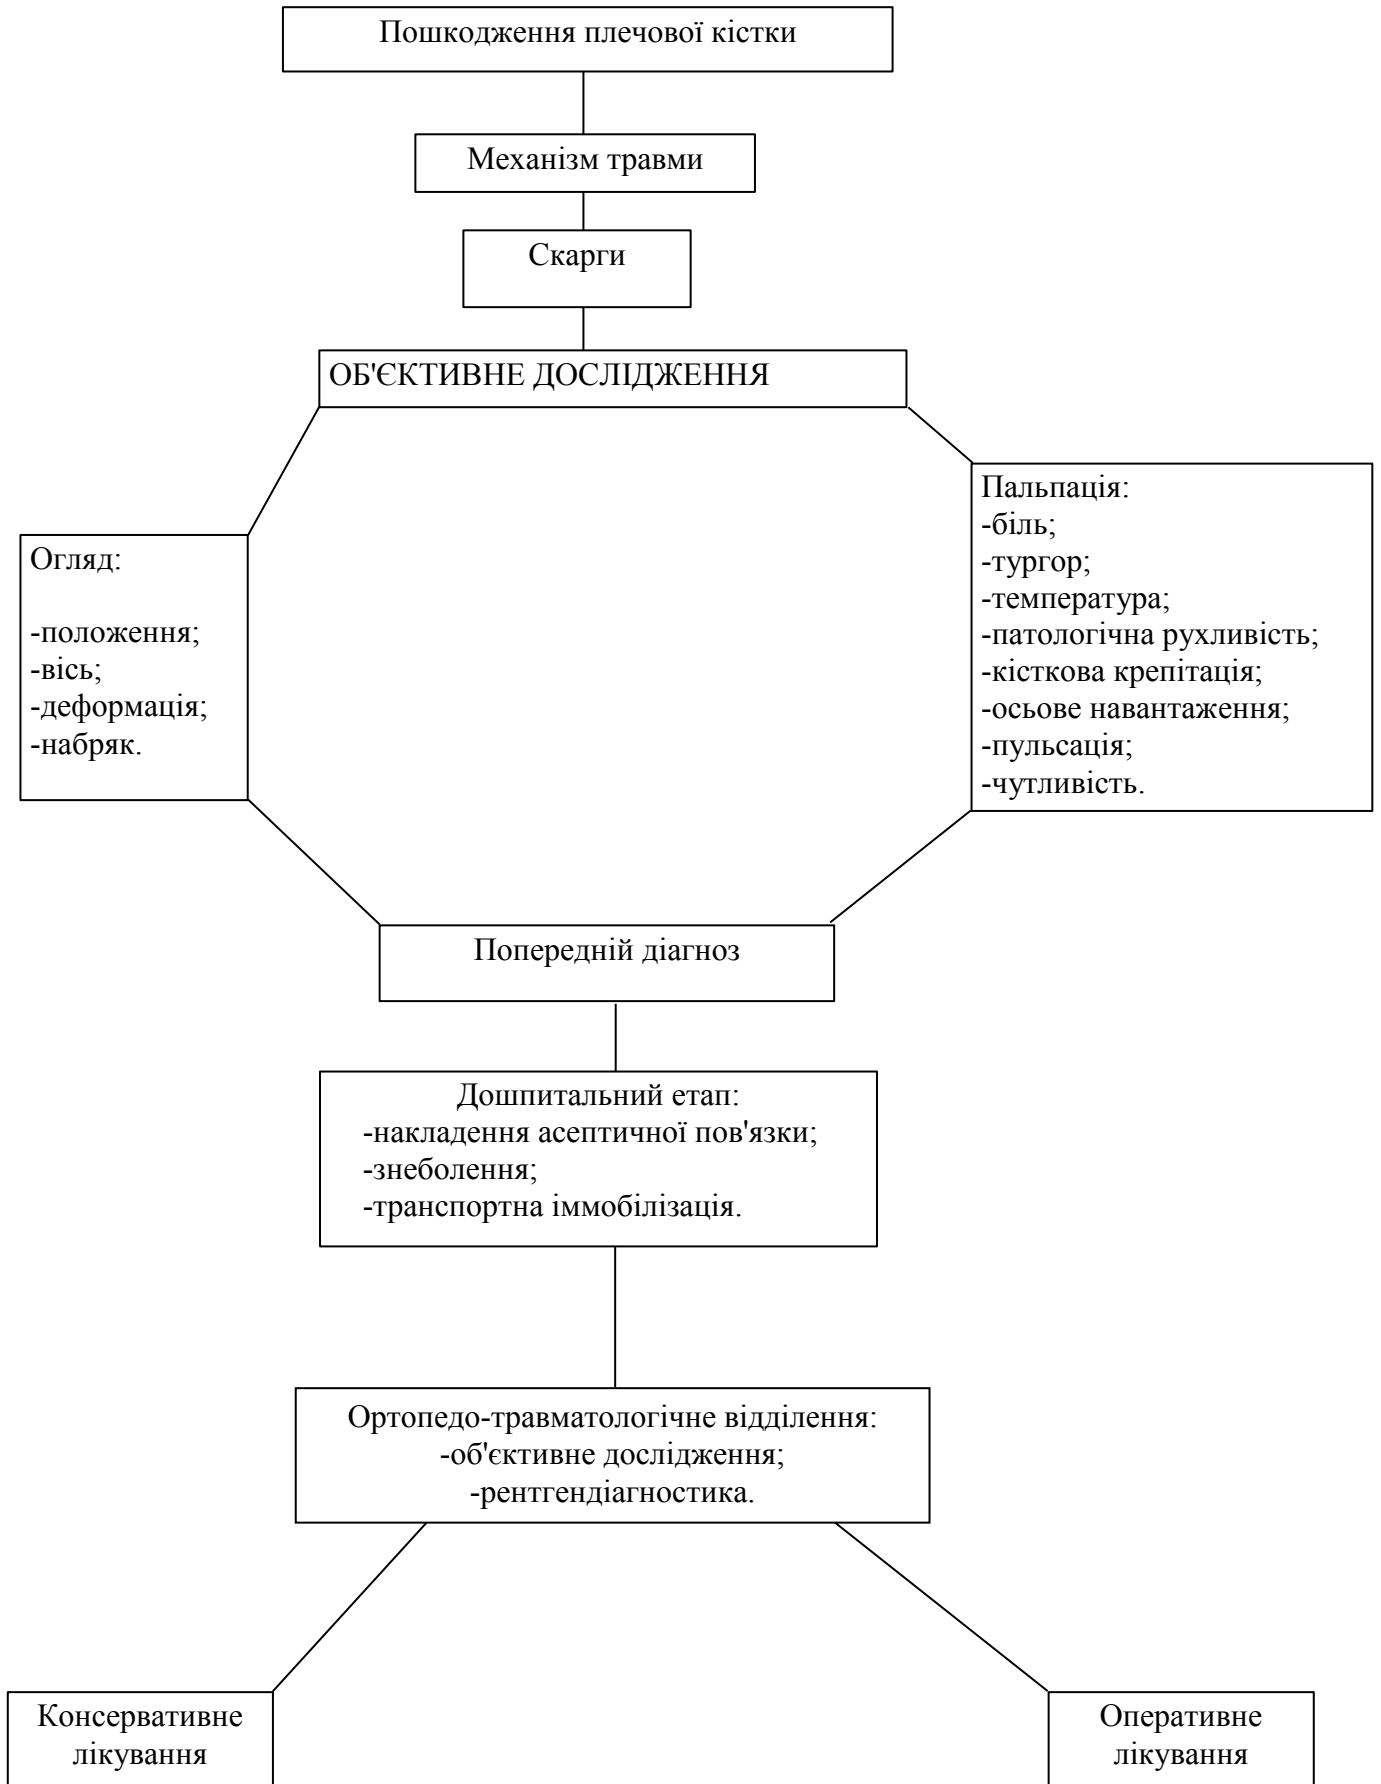 Пошкодження плечової кістки
Механізм травми
Скарги
ОБ'ЄКТИВНЕ ДОСЛІДЖЕННЯ
Огляд:
-положення;
-вісь;
-деформація;
-набряк.
Пальпація:
-біль;
-тургор;
-температура;
-патологічна рухливість;
-кісткова крепітація;
-осьове навантаження;
-пульсація;
-чутливість.
Попередній діагноз
Дошпитальний етап:
-накладення асептичної пов'язки;
-знеболення;
-транспортна іммобілізація.
Ортопедо-травматологічне відділення:
-об'єктивне дослідження;
-рентгендіагностика.
Консервативне
лікування
Оперативне
лікування